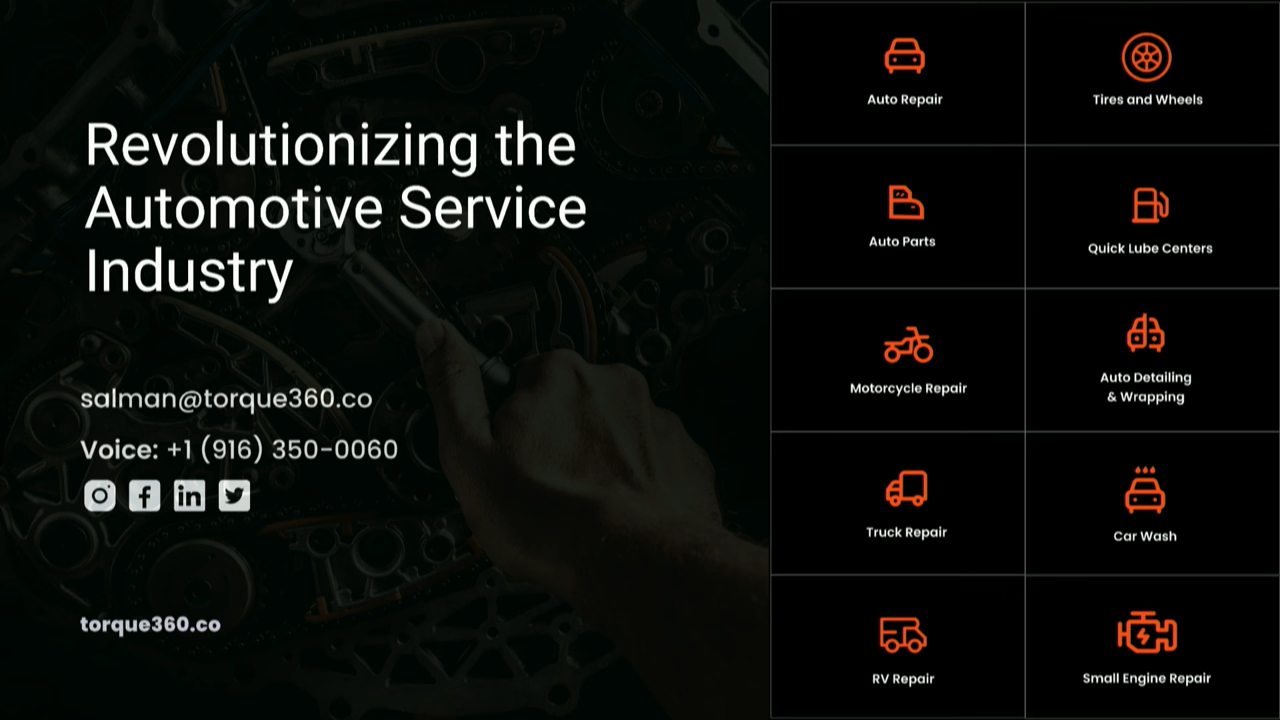 Revolutionizing the
Automotive Service
Industry
salman@torque360.co
Voice: +1 (916) 350-0060
torque360.co
Auto Repair
Tires and Wheels
Auto Parts
Quick Lube Centers
Motorcycle Repair
Auto Detailing
& Wrapping
Truck Repair
Car Wash
RV Repair
Small Engine Repair